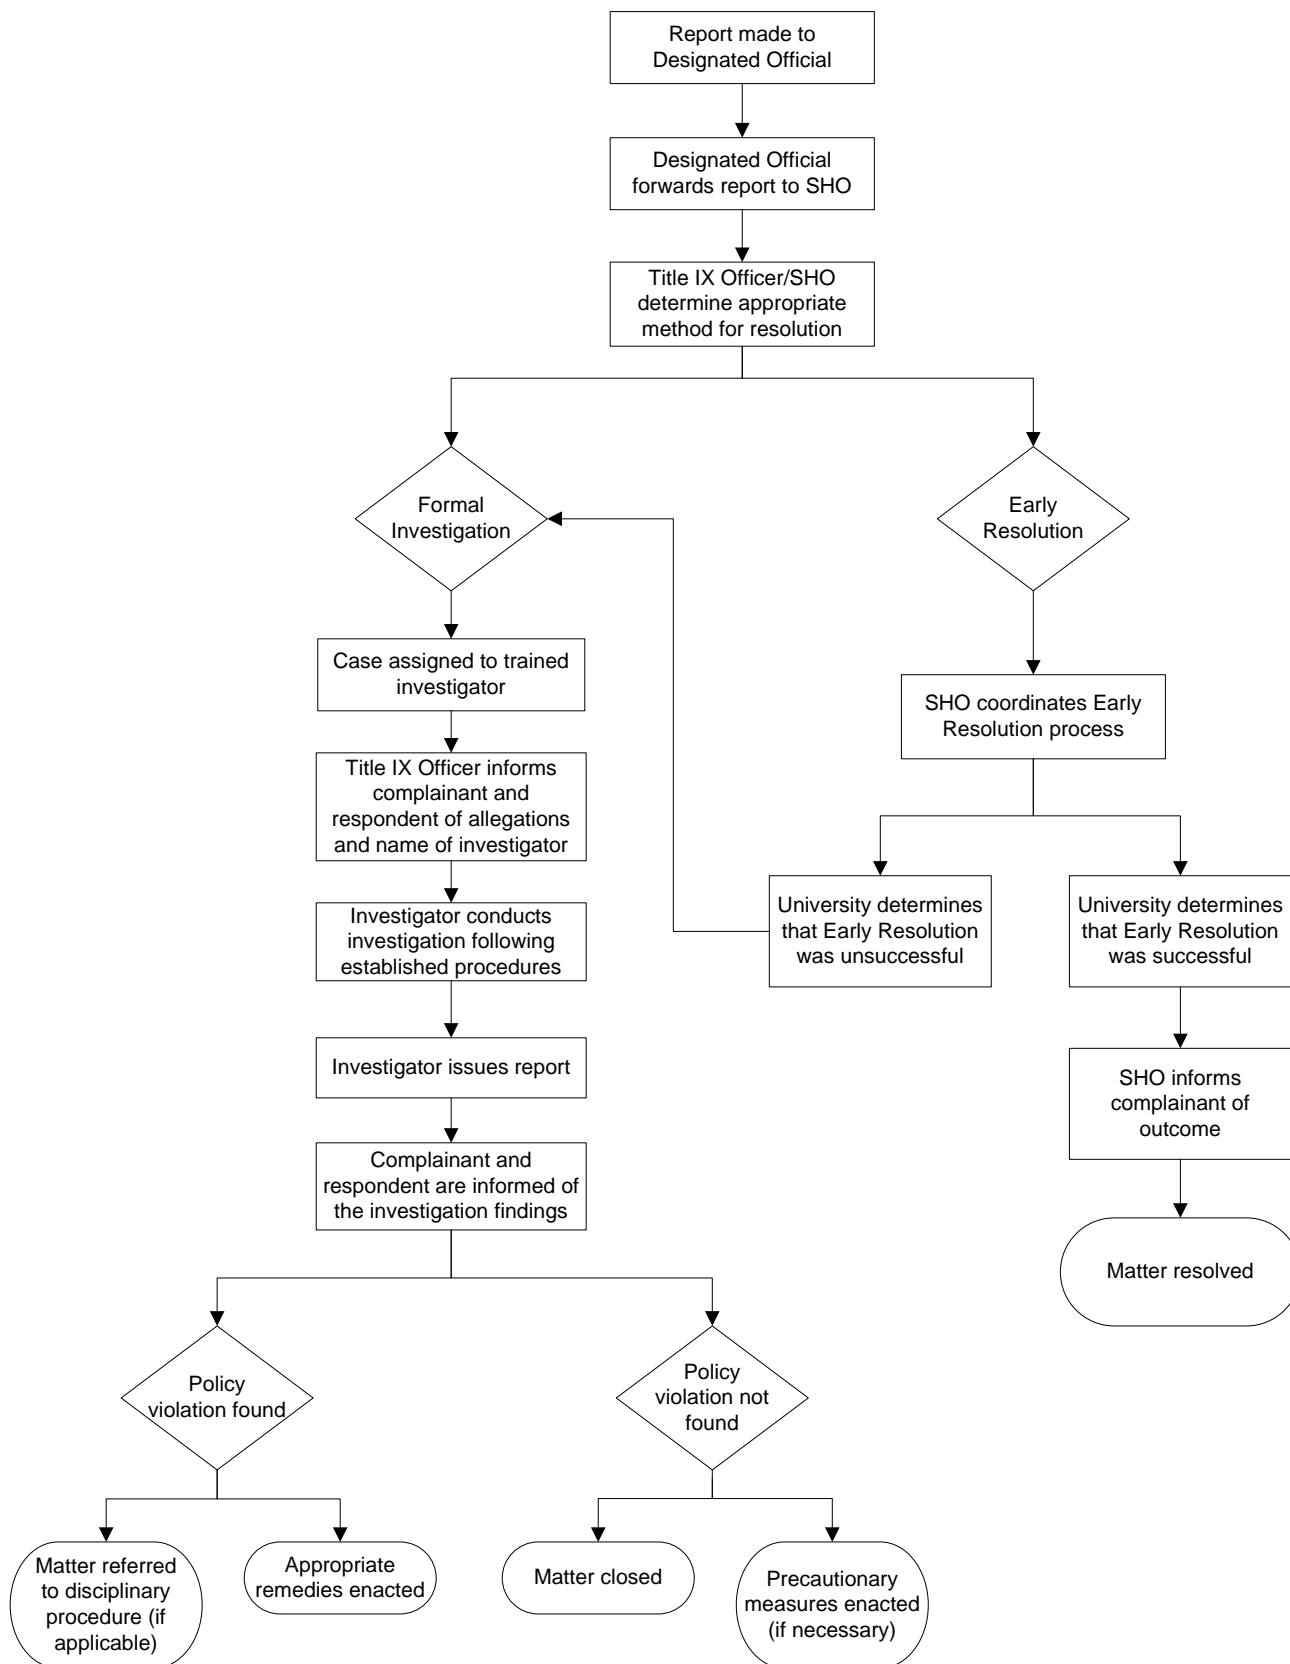 Report made to
Designated Official
Designated Official
forwards report to SHO
Title IX Officer/SHO
determine appropriate
method for resolution
Formal
Investigation
Early
Resolution
Case assigned to trained
investigator
SHO coordinates Early
Resolution process
Title IX Officer informs
complainant and
respondent of allegations
and name of investigator
Investigator conducts
investigation following
established procedures
University determines
that Early Resolution
was unsuccessful
University determines
that Early Resolution
was successful
Investigator issues report
SHO informs
complainant of
outcome
Complainant and
respondent are informed of
the investigation findings
Matter resolved
Policy
violation found
Policy
violation not
found
Matter referred
to disciplinary
procedure (if
applicable)
Appropriate
remedies enacted
Matter closed
Precautionary
measures enacted
(if necessary)